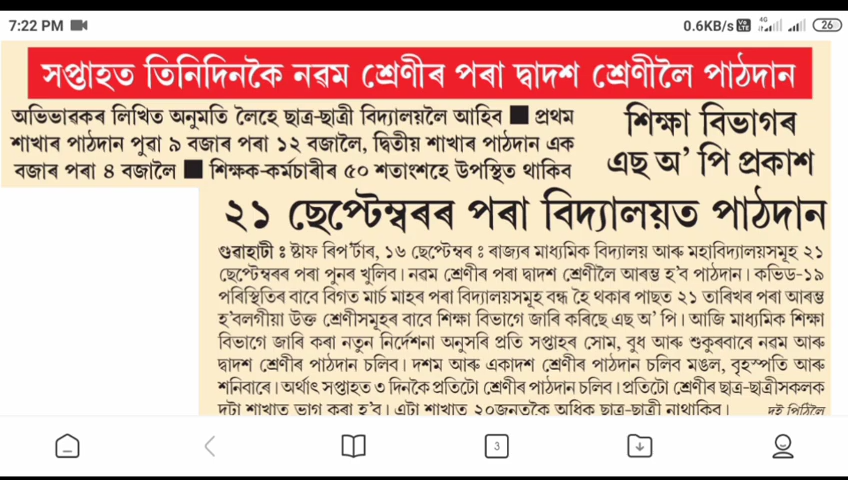 7:22 PM
0.6KB/s
Vo LTE
4G
26
সপ্তাহত তিনিদিনকৈ নৱম শ্ৰেণীৰ পৰা দ্বাদশ শ্ৰেণীলৈ পাঠদান
অভিভাৱকৰ লিখিত অনুমতি লৈহে ছাত্ৰ-ছাত্ৰী বিদ্যালয়লৈ আহিব ■ প্ৰথম
শাখাৰ পাঠদান পুৱা ৯ বজাৰ পৰা ১২ বজালৈ, দ্বিতীয় শাখাৰ পাঠদান এক
বজাৰ পৰা ৪ বজালৈ ■ শিক্ষক-কৰ্মচাৰীৰ ৫০ শতাংশহে উপস্থিত থাকিব
শিক্ষা বিভাগৰ
এছ অ' পি প্ৰকাশ
২১ ছেপ্টেম্বৰৰ পৰা বিদ্যালয়ত পাঠদান
গুৱাহাটী ঃ ষ্টাফ ৰিপ'ৰ্টাৰ, ১৬ ছেপ্টেম্বৰ ঃ ৰাজ্যৰ মাধ্যমিক বিদ্যালয় আৰু মহাবিদ্যালয়সমূহ ২১
ছেপ্টেম্বৰৰ পৰা পুনৰ খুলিব। নৱম শ্ৰেণীৰ পৰা দ্বাদশ শ্ৰেণীলৈ আৰম্ভ হ'ব পাঠদান। কভিড-১৯
পৰিস্থিতিৰ বাবে বিগত মাৰ্চ মাহৰ পৰা বিদ্যালয়সমূহ বন্ধ হৈ থকাৰ পাছত ২১ তাৰিখৰ পৰা আৰম্ভ
হ'বলগীয়া উক্ত শ্ৰেণীসমূহৰ বাবে শিক্ষা বিভাগে জাৰি কৰিছে এছ অ' পি। আজি মাধ্যমিক শিক্ষা
বিভাগে জাৰি কৰা নতুন নিৰ্দেশনা অনুসৰি প্ৰতি সপ্তাহৰ সোম, বুধ আৰু শুকুৰবাৰে নৱম আৰু
দ্বাদশ শ্ৰেণীৰ পাঠদান চলিব। দশম আৰু একাদশ শ্ৰেণীৰ পাঠদান চলিব মঙল, বৃহস্পতি আৰু
শনিবাৰে। অৰ্থাৎ সপ্তাহত ৩ দিনকৈ প্ৰতিটো শ্ৰেণীৰ পাঠদান চলিব। প্ৰতিটো শ্ৰেণীৰ ছাত্ৰ-ছাত্ৰীসকলক
দুটা শাখাত ভাগ কৰা হ'ব। এটা শাখাত ২০জনতকৈ অধিক ছাত্ৰ-ছাত্ৰী নাথাকিব।
দুই পিঠিলৈ
3